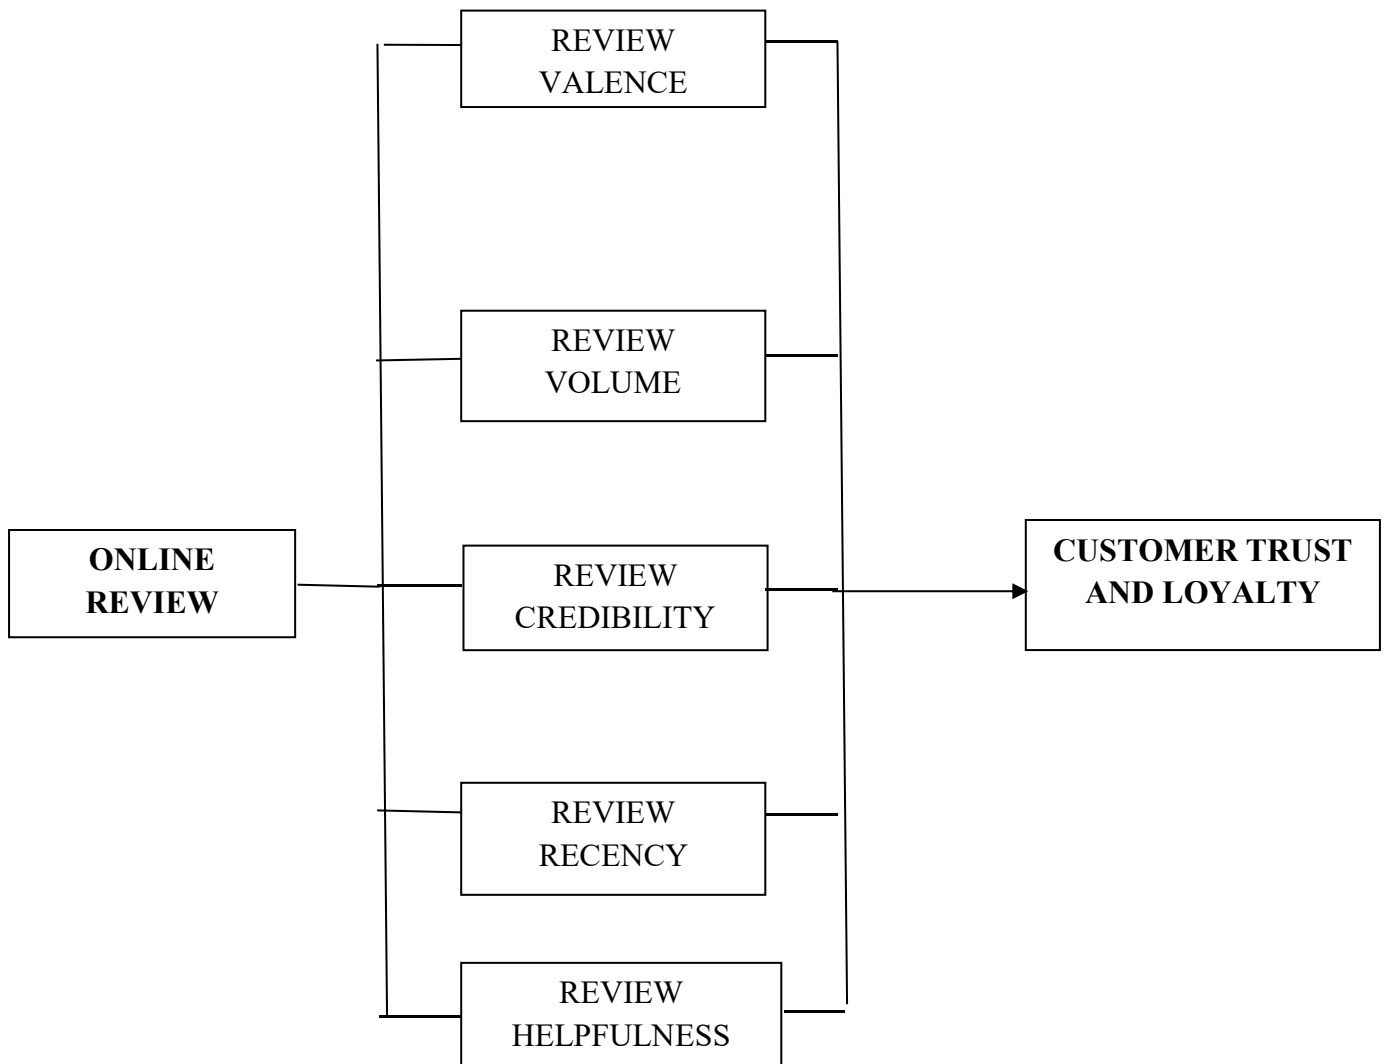 REVIEW
VALENCE
REVIEW
VOLUME
ONLINE
REVIEW
REVIEW
CREDIBILITY
CUSTOMER TRUST
AND LOYALTY
REVIEW
RECENCY
REVIEW
HELPFULNESS